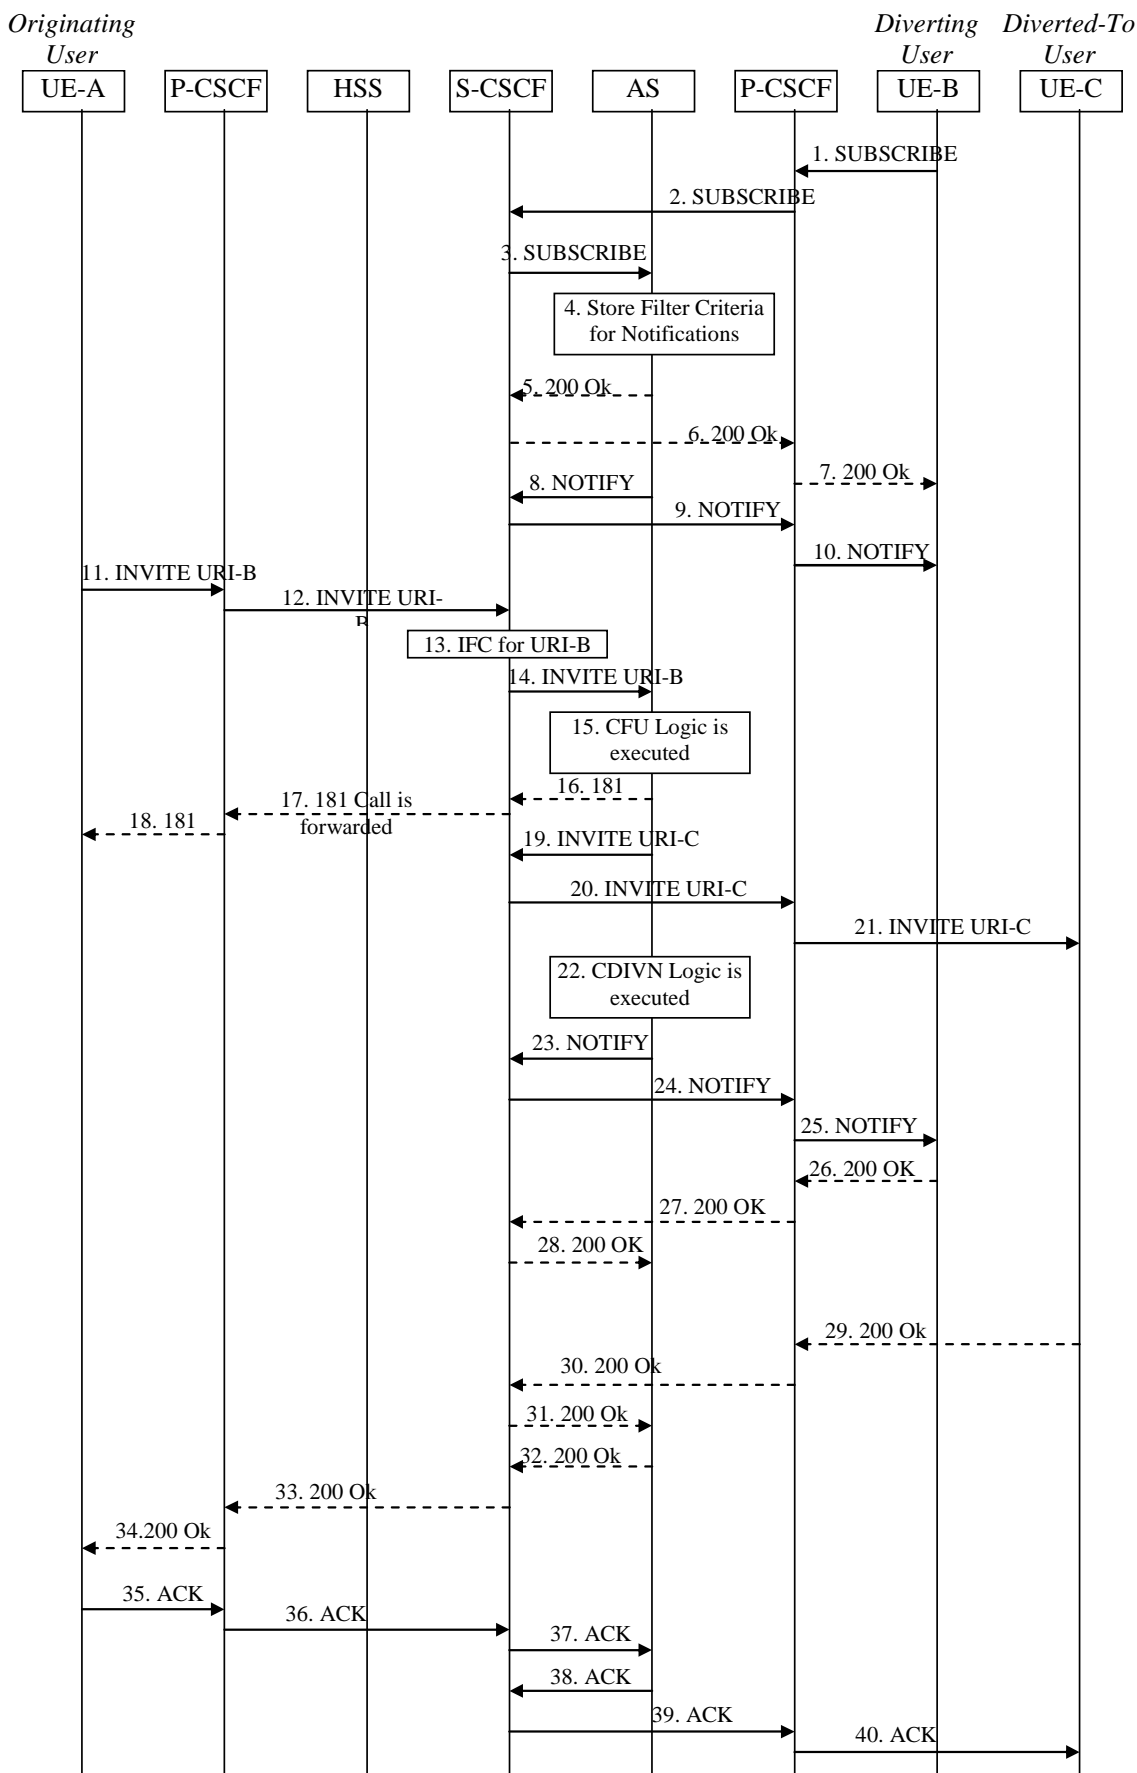 Originating
User
Diverting
User
Diverted-To
User
UE-A
P-CSCF
HSS
S-CSCF
AS
P-CSCF
UE-B
UE-C
1. SUBSCRIBE
2. SUBSCRIBE
3. SUBSCRIBE
4. Store Filter Criteria
for Notifications
5. 200 Ok
6. 200 Ok
7. 200 Ok
8. NOTIFY
9. NOTIFY
10. NOTIFY
11. INVITE URI-B
12. INVITE URI-
B
13. IFC for URI-B
14. INVITE URI-B
15. CFU Logic is
executed
16. 181
17. 181 Call is
forwarded
18. 181
19. INVITE URI-C
20. INVITE URI-C
21. INVITE URI-C
22. CDIVN Logic is
executed
23. NOTIFY
24. NOTIFY
25. NOTIFY
26. 200 OK
27. 200 OK
28. 200 OK
29. 200 Ok
30. 200 Ok
31. 200 Ok
32. 200 Ok
33. 200 Ok
34.200 Ok
35. ACK
36. ACK
37. ACK
38. ACK
39. ACK
40. ACK